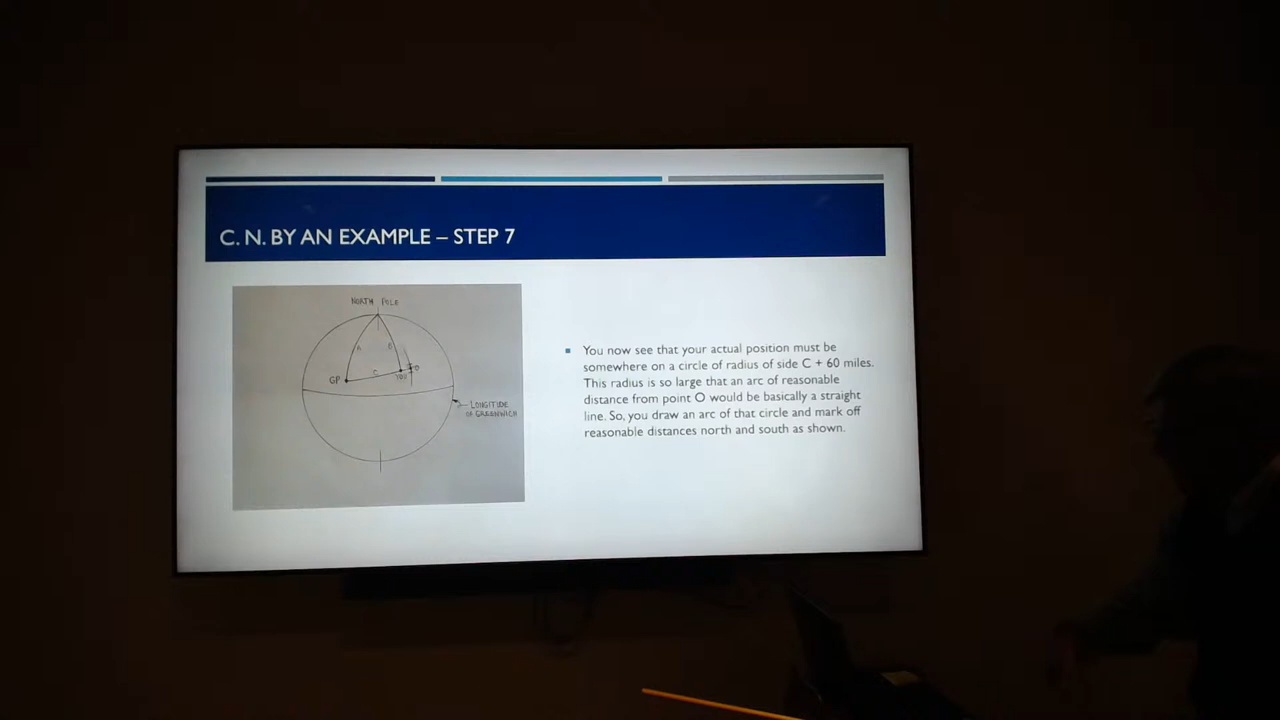 C. N. BY AN EXAMPLE – STEP 7
NORTH POLE
A
B
C
GP
YOU
O
LONGITUDE
OF GREENWICH
▪ You now see that your actual position must be
somewhere on a circle of radius of side C + 60 miles.
This radius is so large that an arc of reasonable
distance from point O would be basically a straight
line. So, you draw an arc of that circle and mark off
reasonable distances north and south as shown.